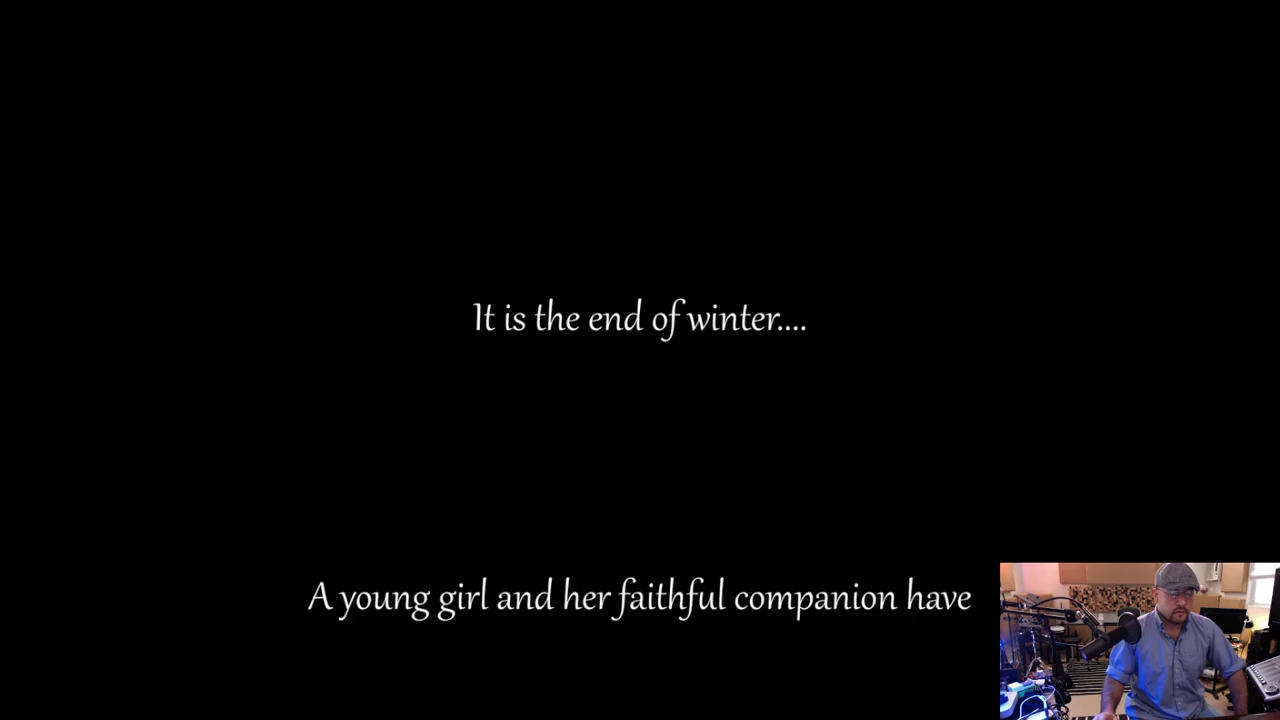 It is the end of winter....
A young girl and her faithful companion have